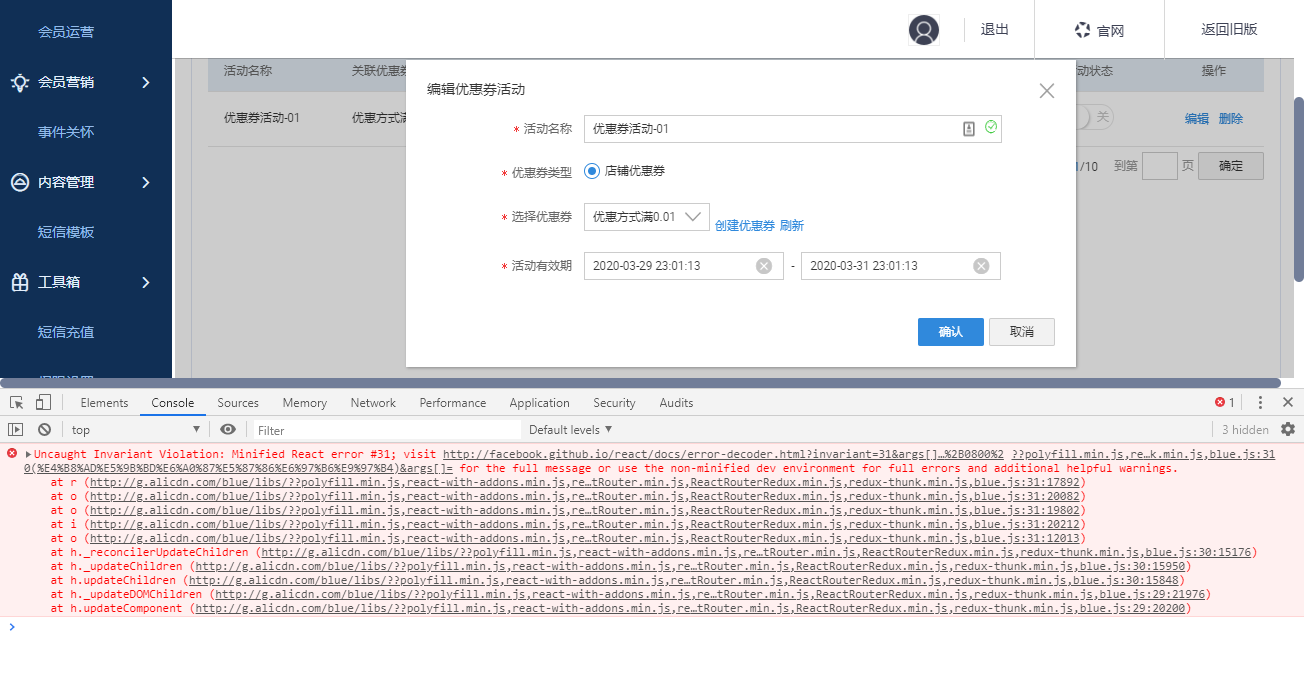 会员运营
会员营销
事件关怀
内容管理
短信模板
工具箱
短信充值
退出
官网
返回旧版
活动名称
关联优惠券
动状态
操作
优惠券活动-01
优惠方式满
关
编辑 删除
1/10 到第 页 确定
编辑优惠券活动
* 活动名称 优惠券活动-01
* 优惠券类型 店铺优惠券
* 选择优惠券 优惠方式满0.01 创建优惠券 刷新
* 活动有效期 2020-03-29 23:01:13 - 2020-03-31 23:01:13
确认 取消
Elements Console Sources Memory Network Performance Application Security Audits 1
top Filter Default levels ▼ 3 hidden
Uncaught Invariant Violation: Minified React error #31; visit http://facebook.github.io/react/docs/error-decoder.html?invariant=31&args[]…%2B0800%2 ??polyfill.min.js,re…k.min.js,blue.js:31
0(%E4%B8%AD%E5%9B%BD%E6%A0%87%E5%87%86%E6%97%B6%E9%97%B4)&args[]= for the full message or use the non-minified dev environment for full errors and additional helpful warnings.
at r (http://g.alicdn.com/blue/libs/??polyfill.min.js,react-with-addons.min.js,re…tRouter.min.js,ReactRouterRedux.min.js,redux-thunk.min.js,blue.js:31:17892)
at o (http://g.alicdn.com/blue/libs/??polyfill.min.js,react-with-addons.min.js,re…tRouter.min.js,ReactRouterRedux.min.js,redux-thunk.min.js,blue.js:31:20082)
at o (http://g.alicdn.com/blue/libs/??polyfill.min.js,react-with-addons.min.js,re…tRouter.min.js,ReactRouterRedux.min.js,redux-thunk.min.js,blue.js:31:19802)
at i (http://g.alicdn.com/blue/libs/??polyfill.min.js,react-with-addons.min.js,re…tRouter.min.js,ReactRouterRedux.min.js,redux-thunk.min.js,blue.js:31:20212)
at o (http://g.alicdn.com/blue/libs/??polyfill.min.js,react-with-addons.min.js,re…tRouter.min.js,ReactRouterRedux.min.js,redux-thunk.min.js,blue.js:31:12013)
at h._reconcilerUpdateChildren (http://g.alicdn.com/blue/libs/??polyfill.min.js,react-with-addons.min.js,re…tRouter.min.js,ReactRouterRedux.min.js,redux-thunk.min.js,blue.js:30:15176)
at h._updateChildren (http://g.alicdn.com/blue/libs/??polyfill.min.js,react-with-addons.min.js,re…tRouter.min.js,ReactRouterRedux.min.js,redux-thunk.min.js,blue.js:30:15950)
at h.updateChildren (http://g.alicdn.com/blue/libs/??polyfill.min.js,react-with-addons.min.js,re…tRouter.min.js,ReactRouterRedux.min.js,redux-thunk.min.js,blue.js:30:15848)
at h._updateDOMChildren (http://g.alicdn.com/blue/libs/??polyfill.min.js,react-with-addons.min.js,re…tRouter.min.js,ReactRouterRedux.min.js,redux-thunk.min.js,blue.js:29:21976)
at h.updateComponent (http://g.alicdn.com/blue/libs/??polyfill.min.js,react-with-addons.min.js,re…tRouter.min.js,ReactRouterRedux.min.js,redux-thunk.min.js,blue.js:29:20200)